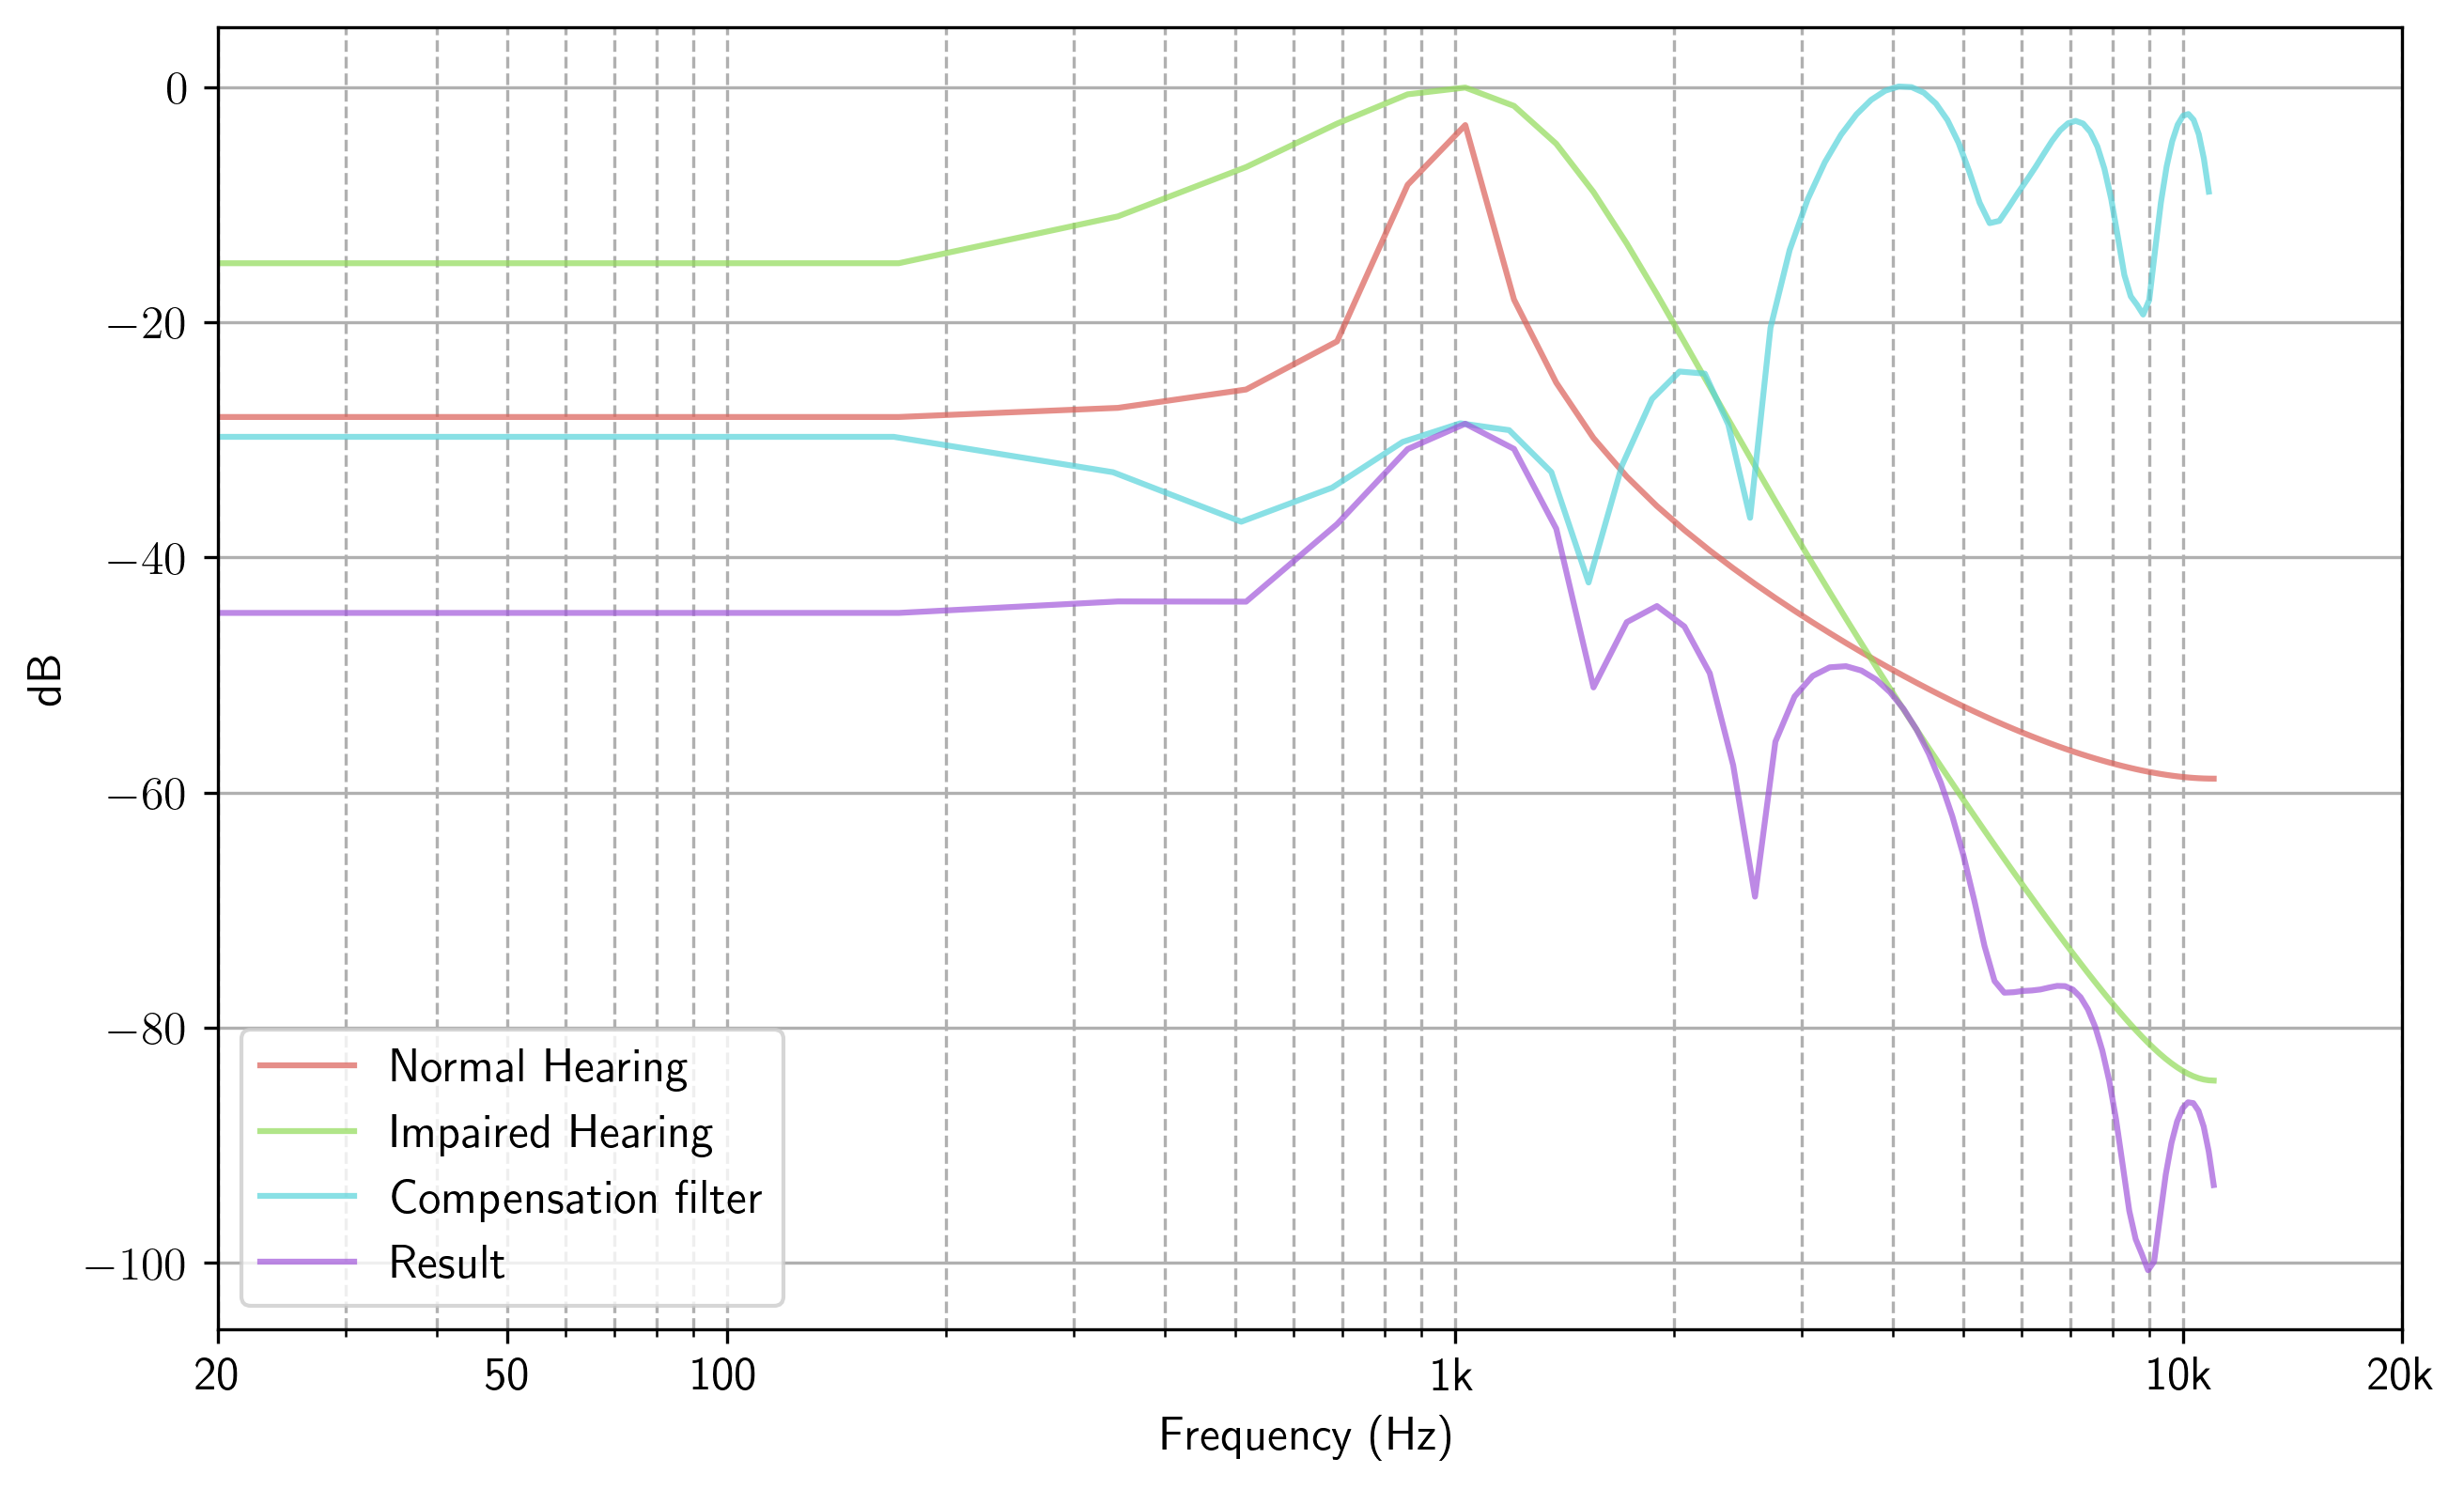 0
−20
−40
−60
−80
−100
dB
Normal Hearing
Impaired Hearing
Compensation filter
Result
20 50 100 1k 10k 20k
Frequency (Hz)